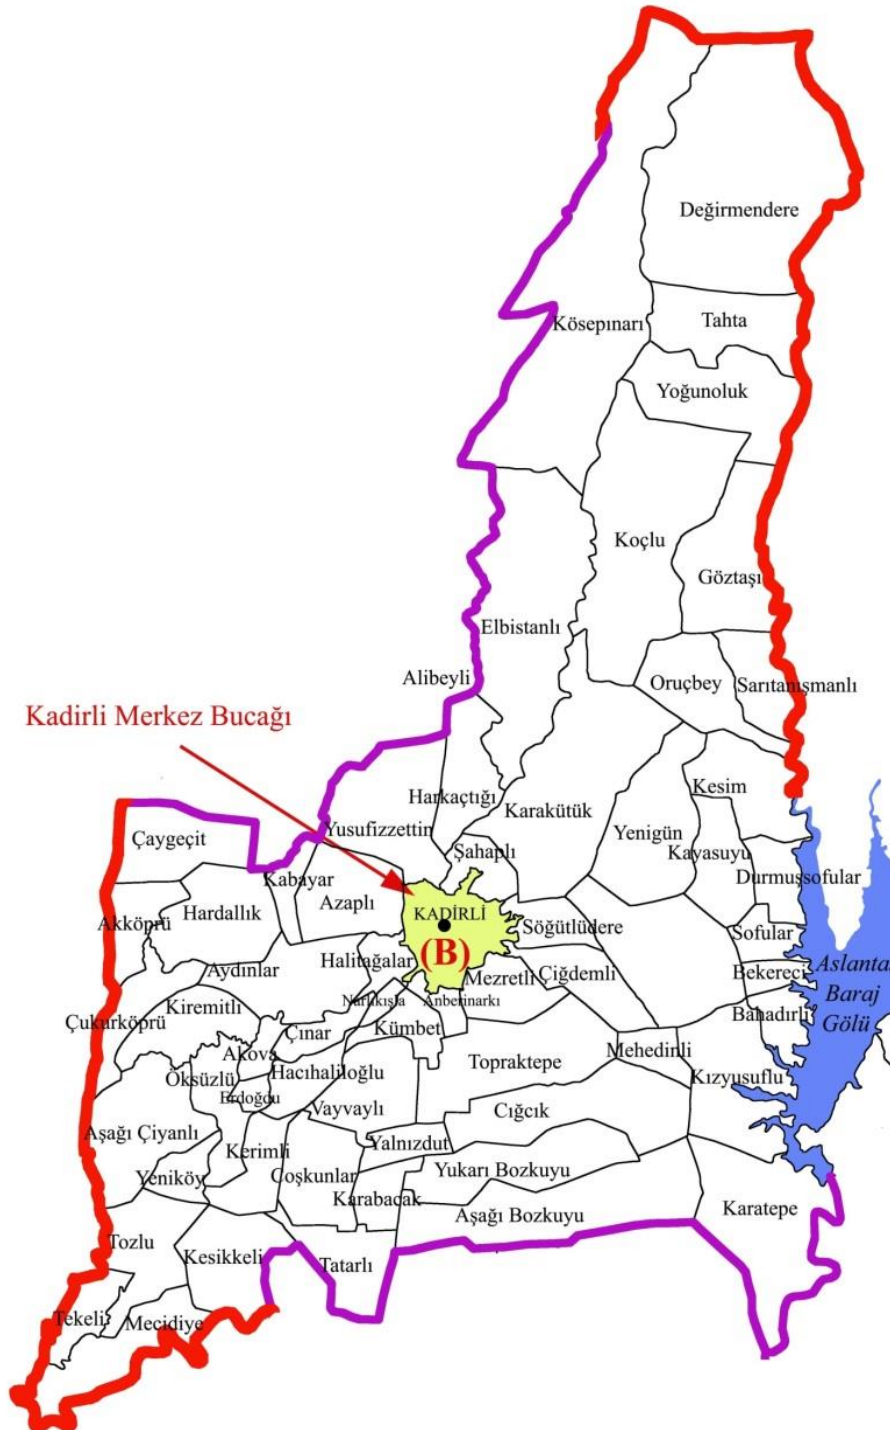 Değirmendere
Kösepınarı
Tahta
Yoğunoluk
Koçlu
Göztaşı
Elbistanlı
Alibeyli
Oruçbey
Sarıtanışmanlı
Kadirli Merkez Bucağı
Harkaçtığı
Karakütük
Kesim
Yusufizzettin
Yenigün
Çaygeçit
Şahaplı
Kayasuyu
Kabayar
Durmuşsofular
Azaplı
Hardallık
Akköprü
KADİRLİ
Söğütlüdere
Sofular
(B)
Halitağalar
Aydınlar
Mezretli
Çiğdemli
Bekereci
Aslanta
Baraj
Gölü
Kiremitli
Narlıkışla
Anberinarkı
Bahadırlı
Çukurköprü
Çınar
Kümbet
Akova
Mehedinli
Topraktepe
Öksüzlü
Hacıhaliloğlu
Kızyusuflu
Erdoğdu
Vayvaylı
Cığcık
Aşağı Çiyanlı
Kerimli
Yalnızdut
Yeniköy
Coşkunlar
Yukarı Bozkuyu
Karabacak
Aşağı Bozkuyu
Karatepe
Tozlu
Kesikkeli
Tatarlı
Tekeli
Mecidiye